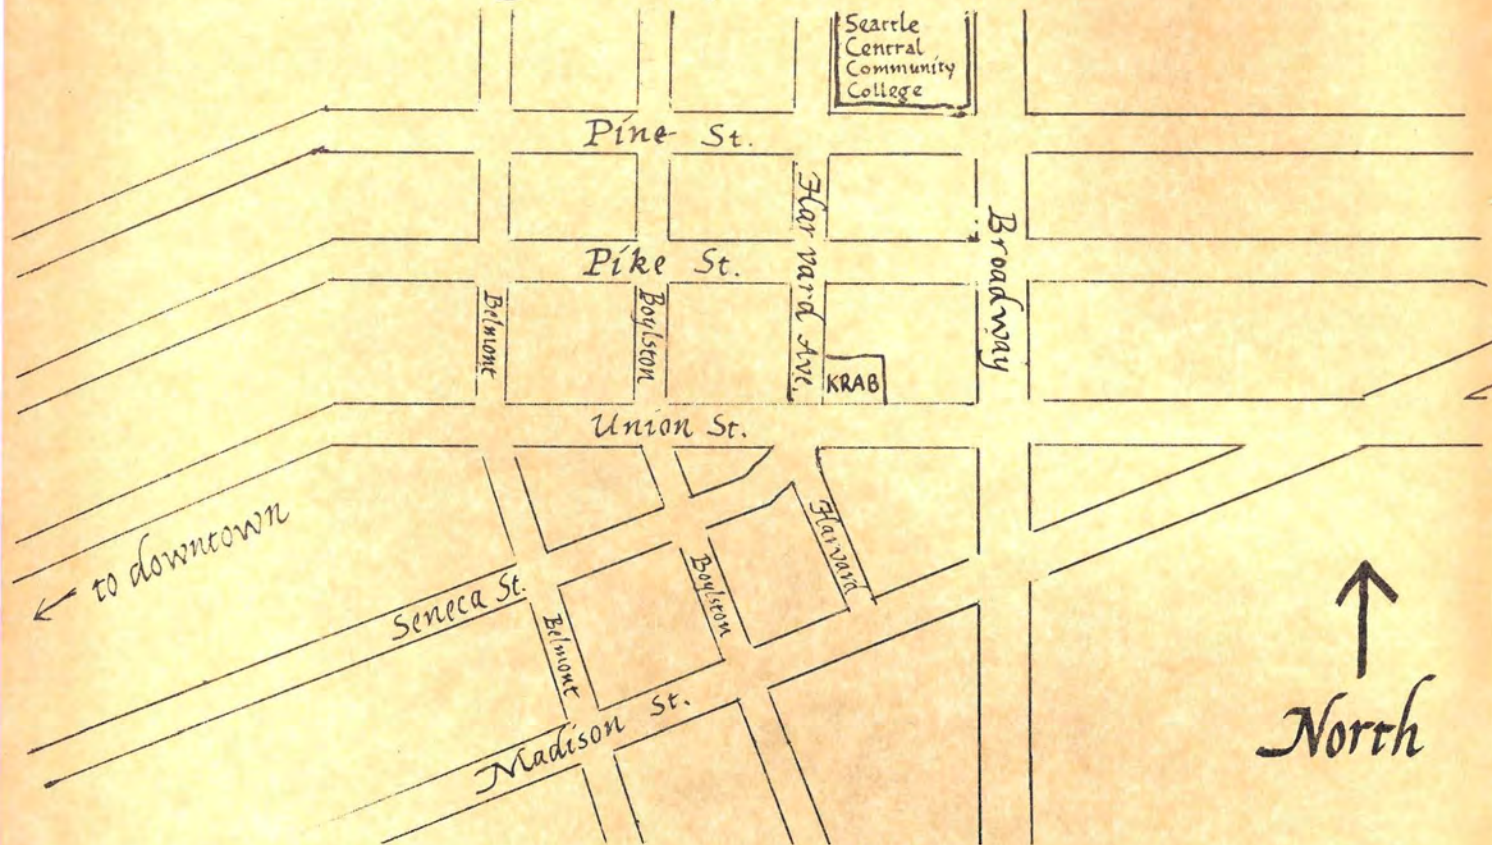 Seattle
Central
Community
College
Pine St.
Harvard Ave.
Broadway
Pike St.
Belmont
Boylston
KRAB
Union St.
← to downtown
Harvard
Seneca St.
Boylston
Belmont
Madison St.
North